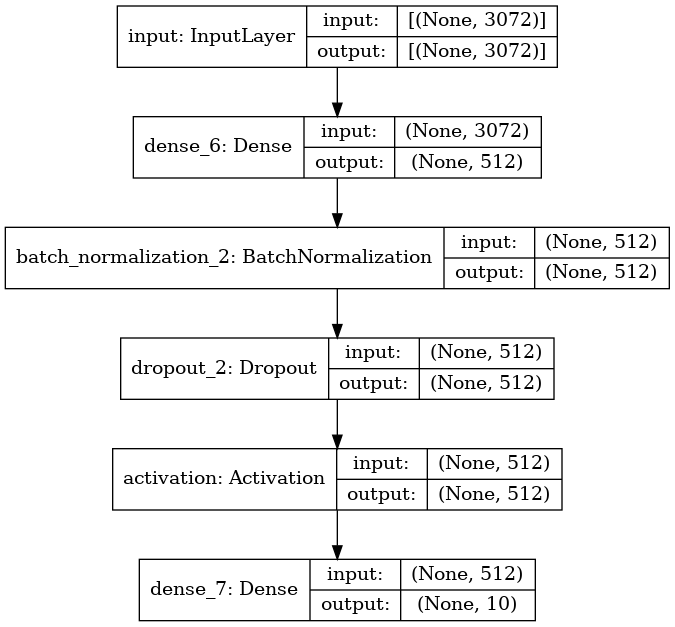 input: InputLayer
input: [(None, 3072)]
output: [(None, 3072)]
dense_6: Dense
input: (None, 3072)
output: (None, 512)
batch_normalization_2: BatchNormalization
input: (None, 512)
output: (None, 512)
dropout_2: Dropout
input: (None, 512)
output: (None, 512)
activation: Activation
input: (None, 512)
output: (None, 512)
dense_7: Dense
input: (None, 512)
output: (None, 10)